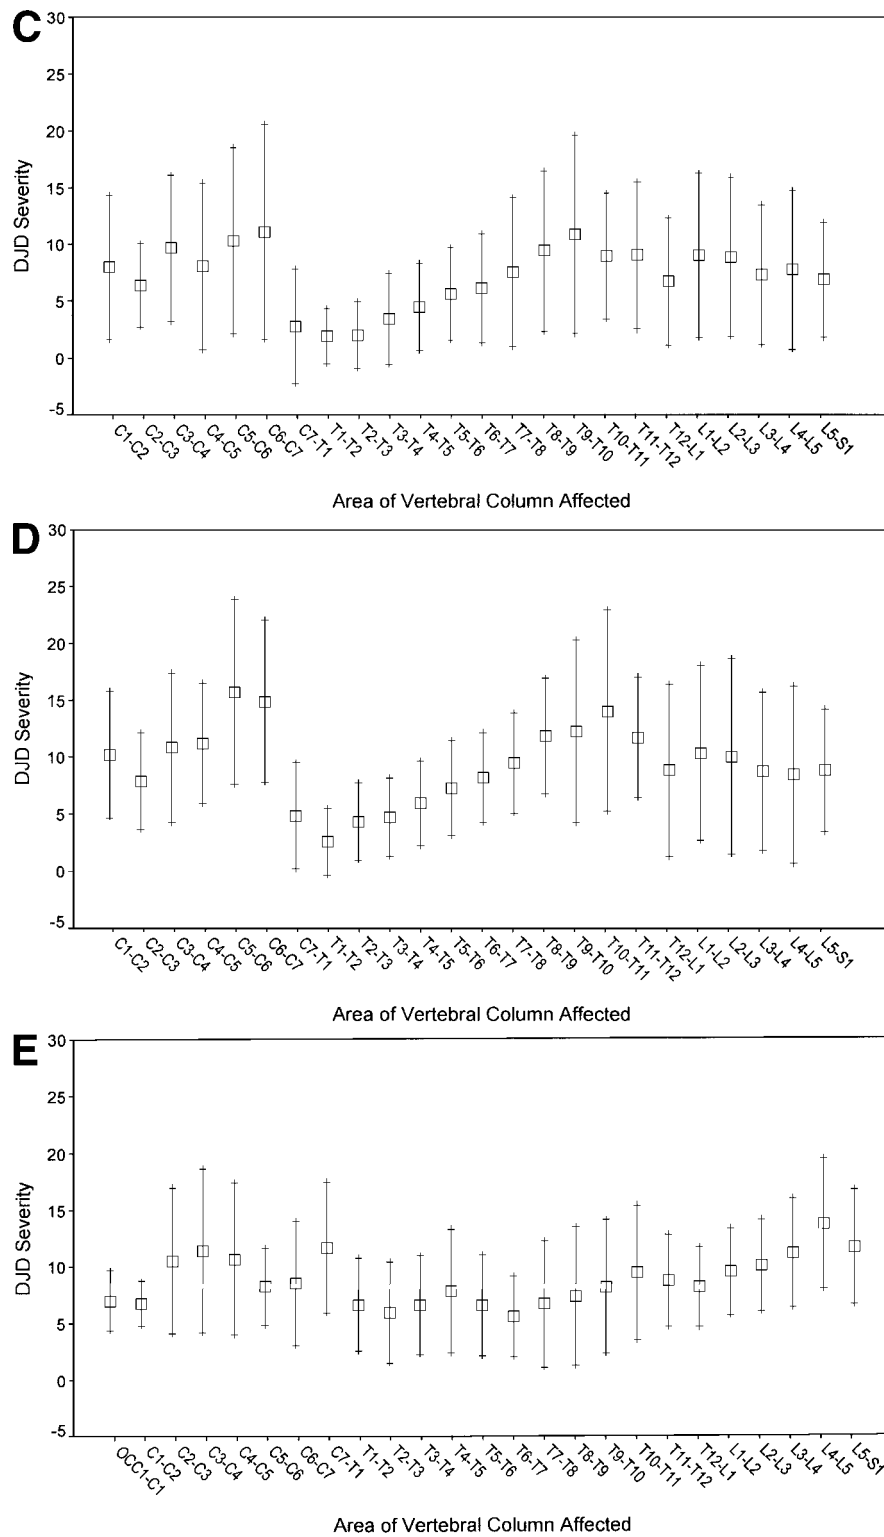 C
30
25
20
15
10
5
0
-5
DJD Severity
C1-C2 C2-C3 C3-C4 C4-C5 C5-C6 C6-C7 C7-T1 T1-T2 T2-T3 T3-T4 T4-T5 T5-T6 T6-T7 T7-T8 T8-T9 T9-T10 T10-T11 T11-T12 T12-L1 L1-L2 L2-L3 L3-L4 L4-L5 L5-S1
Area of Vertebral Column Affected
D
30
25
20
15
10
5
0
-5
DJD Severity
C1-C2 C2-C3 C3-C4 C4-C5 C5-C6 C6-C7 C7-T1 T1-T2 T2-T3 T3-T4 T4-T5 T5-T6 T6-T7 T7-T8 T8-T9 T9-T10 T10-T11 T11-T12 T12-L1 L1-L2 L2-L3 L3-L4 L4-L5 L5-S1
Area of Vertebral Column Affected
E
30
25
20
15
10
5
0
-5
DJD Severity
OCC1-C1 C1-C2 C2-C3 C3-C4 C4-C5 C5-C6 C6-C7 C7-T1 T1-T2 T2-T3 T3-T4 T4-T5 T5-T6 T6-T7 T7-T8 T8-T9 T9-T10 T10-T11 T11-T12 T12-L1 L1-L2 L2-L3 L3-L4 L4-L5 L5-S1
Area of Vertebral Column Affected